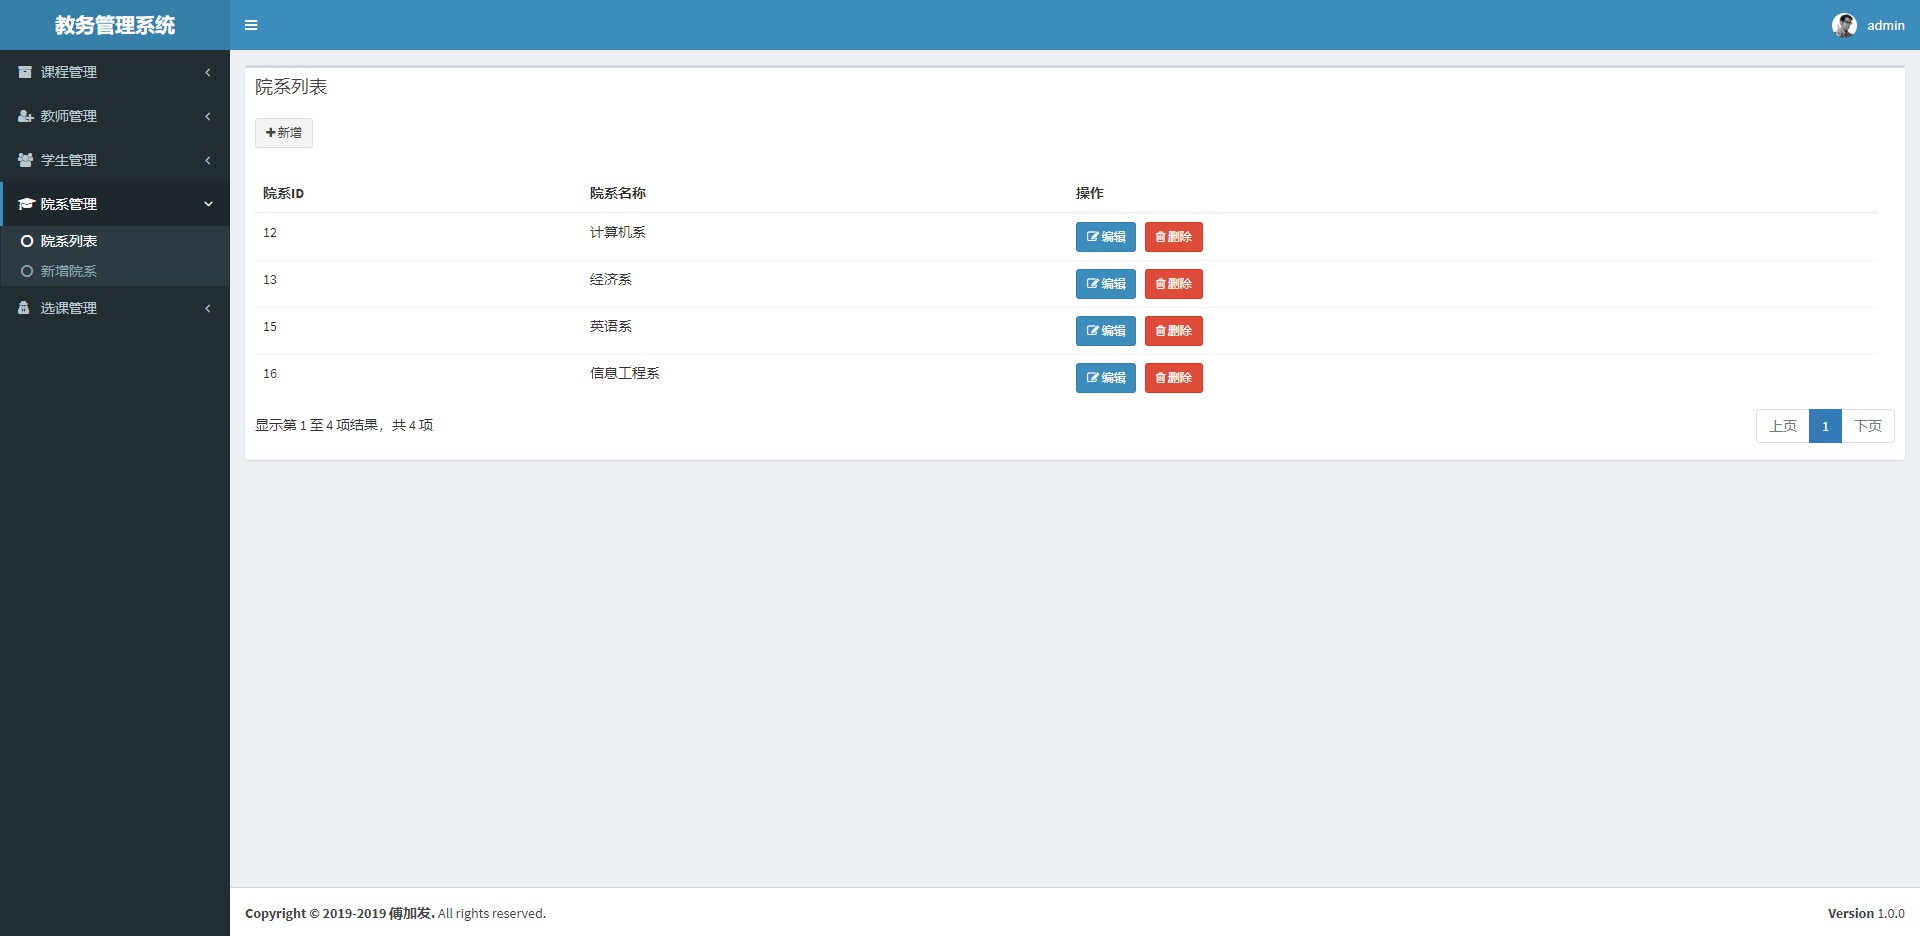 教务管理系统
admin
课程管理
教师管理
学生管理
院系管理
院系列表
新增院系
选课管理
院系列表
新增
院系ID 院系名称 操作
12 计算机系 编辑 删除
13 经济系 编辑 删除
15 英语系 编辑 删除
16 信息工程系 编辑 删除
显示第 1 至 4 项结果，共 4 项
上页 1 下页
Copyright © 2019-2019 傅加发. All rights reserved.
Version 1.0.0